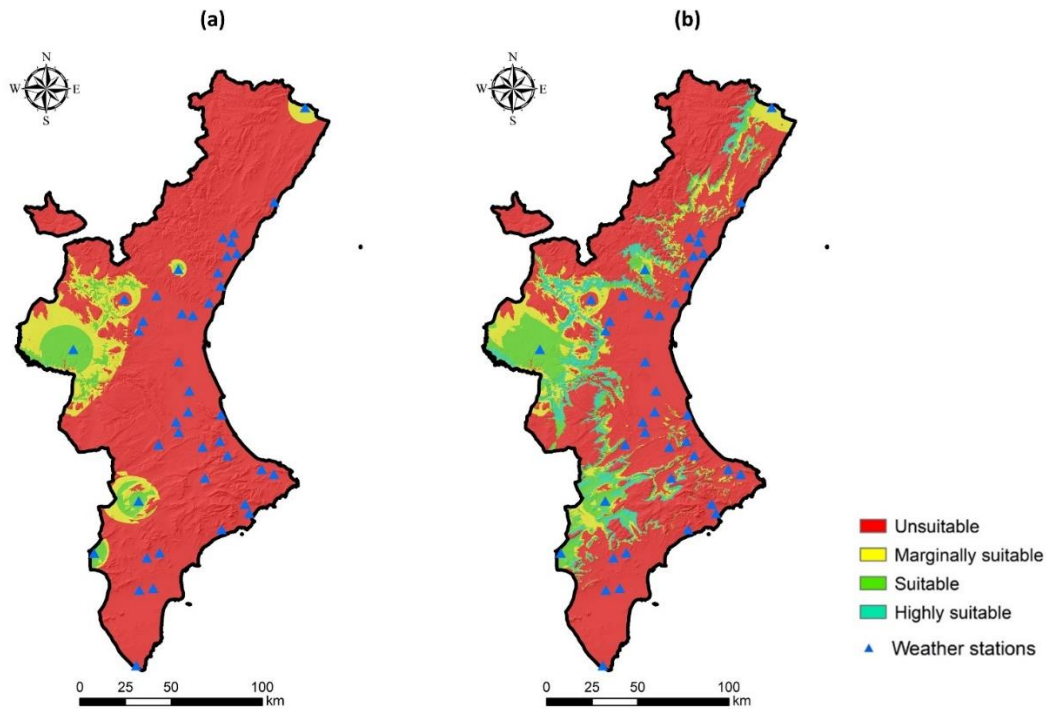 (a)
(b)
N
W E
S
N
W E
S
Unsuitable
Marginally suitable
Suitable
Highly suitable
Weather stations
0 25 50 100
km
0 25 50 100
km